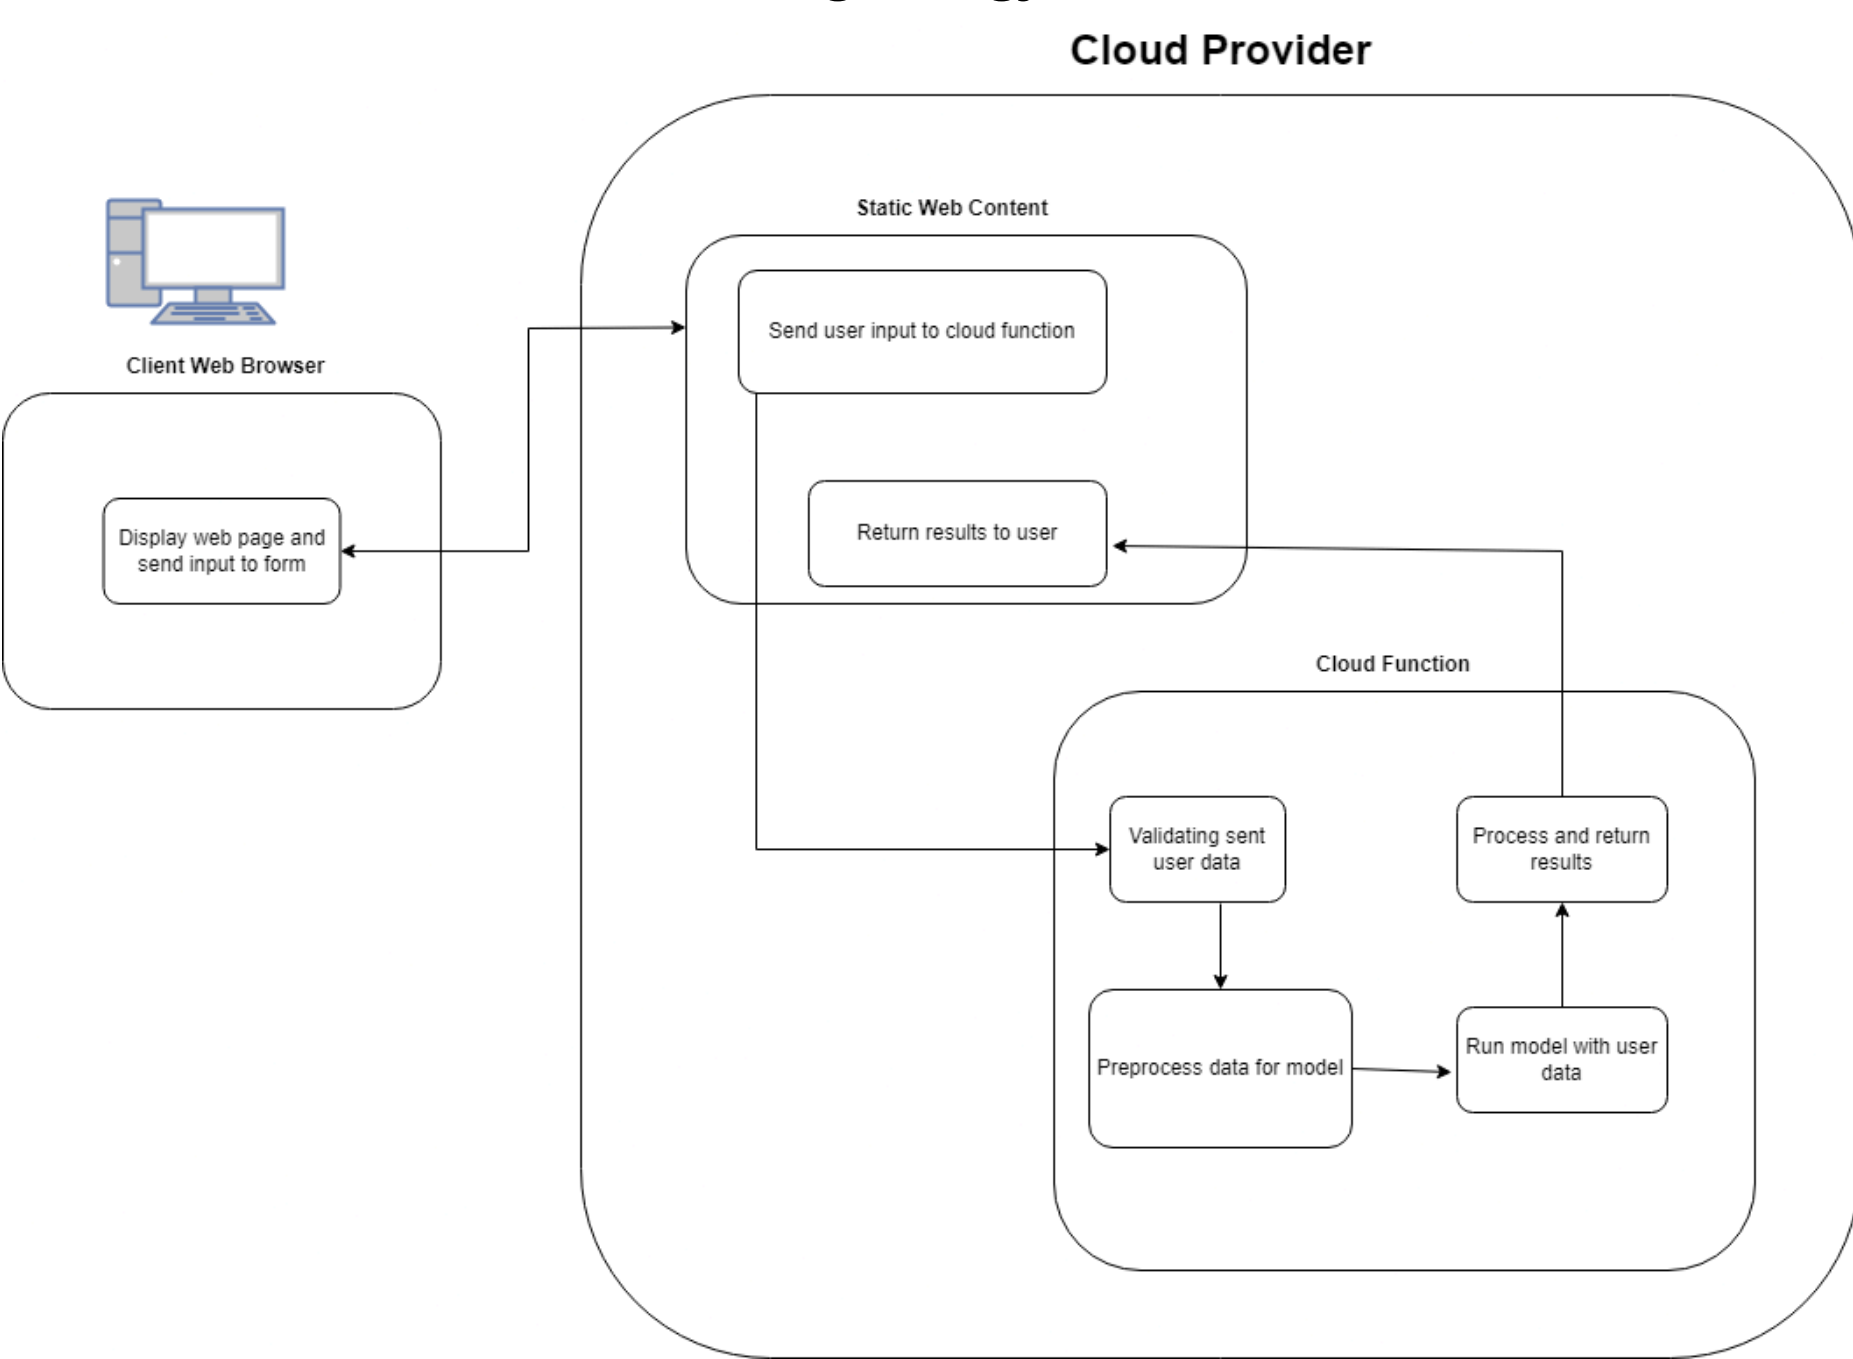 Cloud Provider
Static Web Content
Send user input to cloud function
Client Web Browser
Display web page and
send input to form
Return results to user
Cloud Function
Validating sent
user data
Process and return
results
Preprocess data for model
Run model with user
data